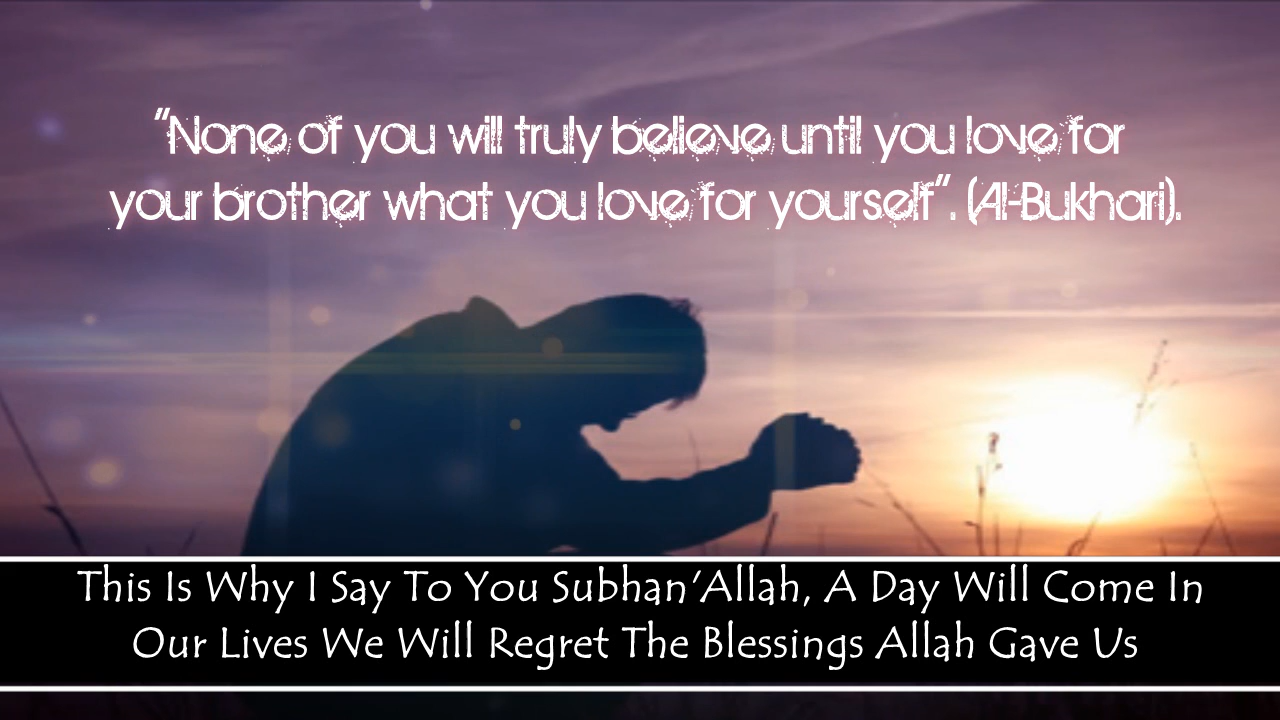 "None of you will truly believe until you love for
your brother what you love for yourself". (Al-Bukhari).
This Is Why I Say To You Subhan'Allah, A Day Will Come In
Our Lives We Will Regret The Blessings Allah Gave Us